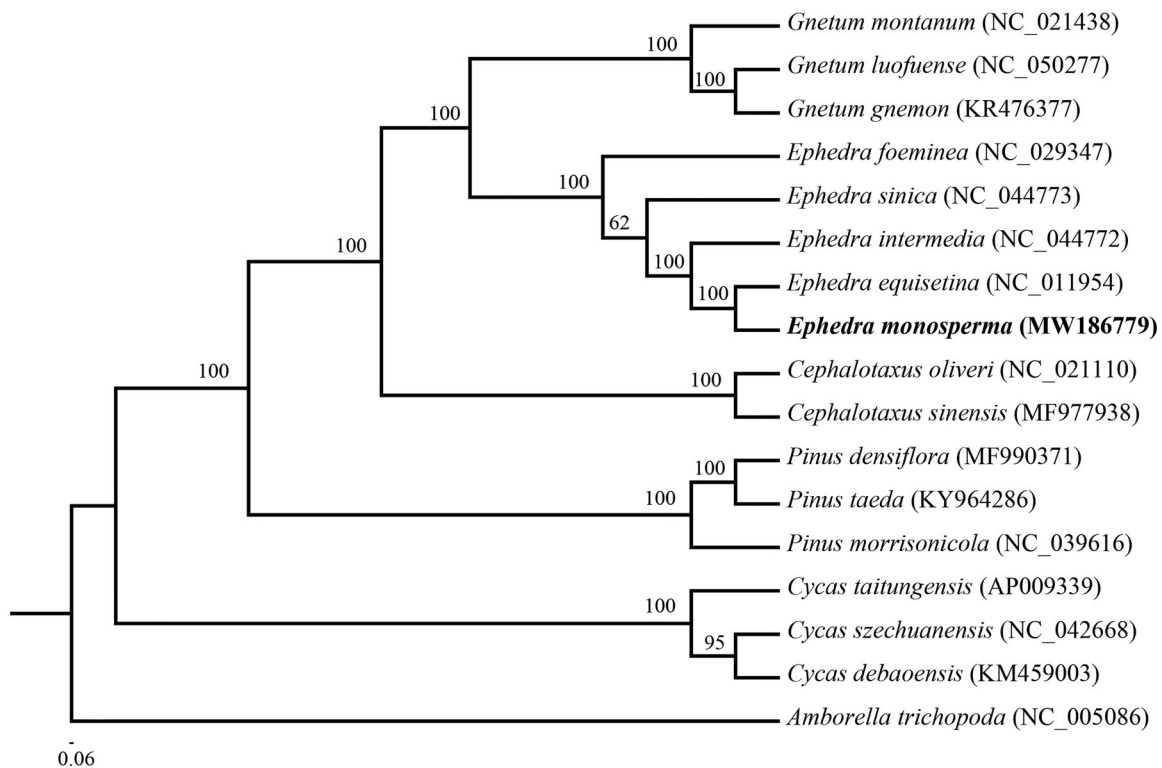 Gnetum montanum (NC_021438)
100
Gnetum luofuense (NC_050277)
100
Gnetum gnemon (KR476377)
100
Ephedra foeminea (NC_029347)
100
Ephedra sinica (NC_044773)
62
Ephedra intermedia (NC_044772)
100
100
Ephedra equisetina (NC_011954)
100
Ephedra monosperma (MW186779)
Cephalotaxus oliveri (NC_021110)
100
100
Cephalotaxus sinensis (MF977938)
Pinus densiflora (MF990371)
100
Pinus taeda (KY964286)
100
Pinus morrisonicola (NC_039616)
Cycas taitungensis (AP009339)
100
Cycas szechuanensis (NC_042668)
95
Cycas debaoensis (KM459003)
Amborella trichopoda (NC_005086)
0.06